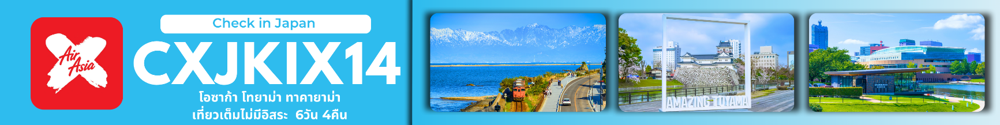 Air
Asia
Check in Japan
CXJKIX14
โอซาก้า โทยาม่า ทาคายาม่า
เที่ยวเต็มไม่มีอิสระ 6วัน 4คืน
AMAZING TOYAMA
STARBUCKS COFFEE